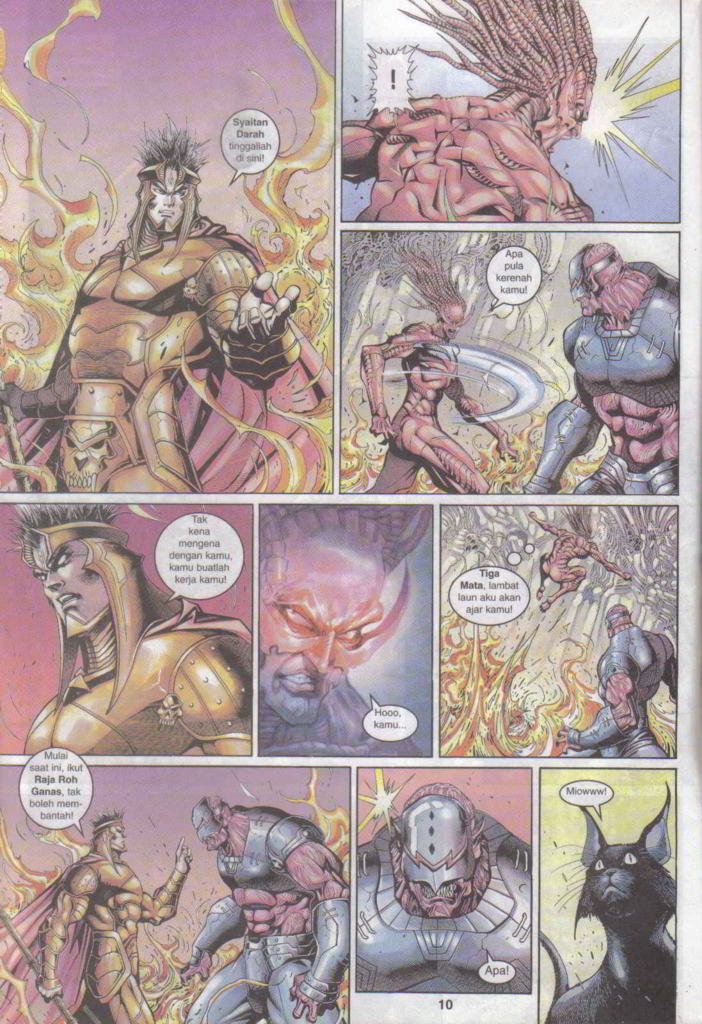 Syaitan
Darah
tinggallah
di sini!
!
Apa
pula
kerenah
kamu!
Tak
kena
mengena
dengan kamu,
kamu buatlah
kerja kamu!
Hooo,
kamu...
Tiga
Mata, lambat
laun aku akan
ajar kamu!
Mulai
saat ini, ikut
Raja Roh
Ganas, tak
boleh mem-
bantah!
Apa!
Miowww!
10